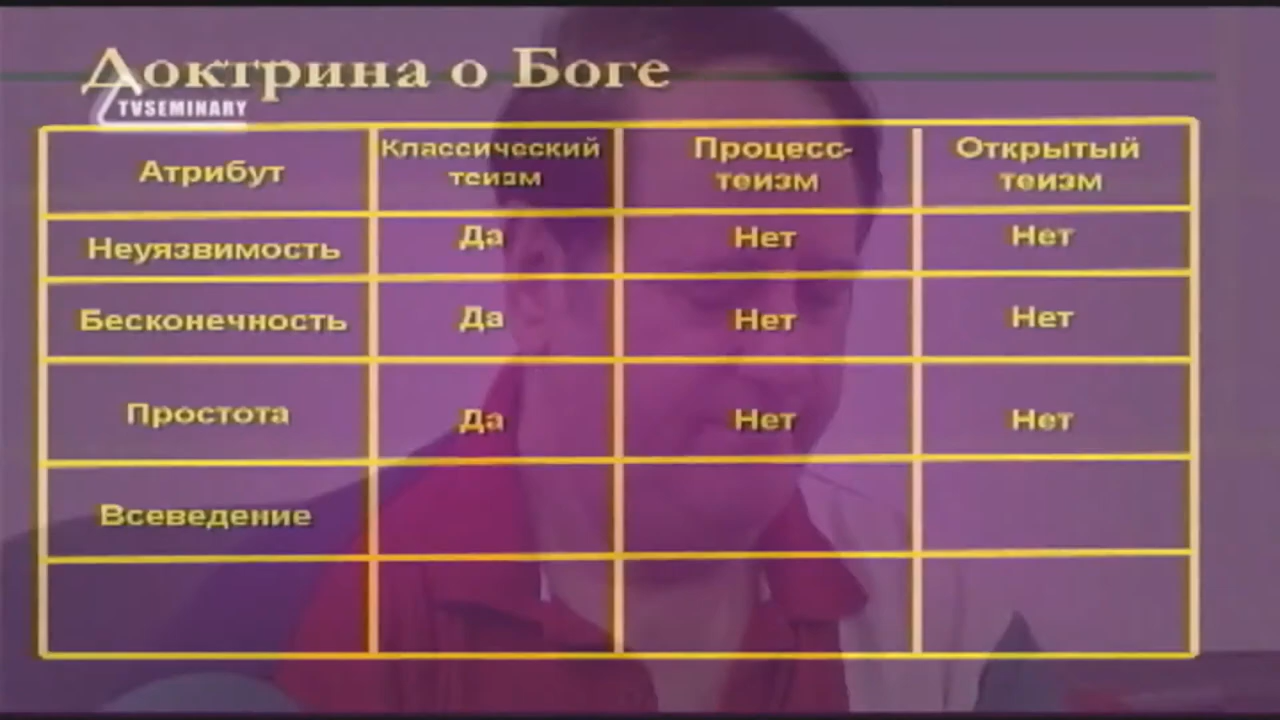 Доктрина о Боге
TVSEMINARY
Атрибут
Классический
теизм
Процесс-
теизм
Открытый
теизм
Неуязвимость
Да
Нет
Нет
Бесконечность
Да
Нет
Нет
Простота
Да
Нет
Нет
Всеведение